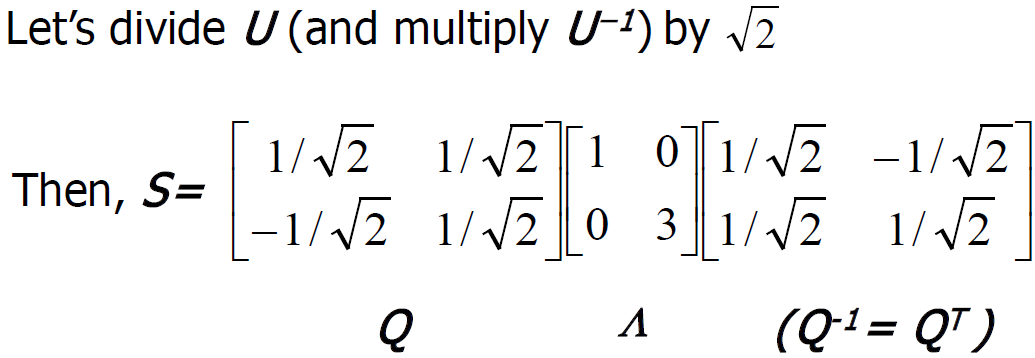 Let's divide U (and multiply U⁻¹) by √2
Then, S= [ 1/√2 1/√2 ] [ 1 0 ] [ 1/√2 −1/√2 ]
[ −1/√2 1/√2 ] [ 0 3 ] [ 1/√2 1/√2 ]
Q Λ (Q⁻¹= Qᵀ )